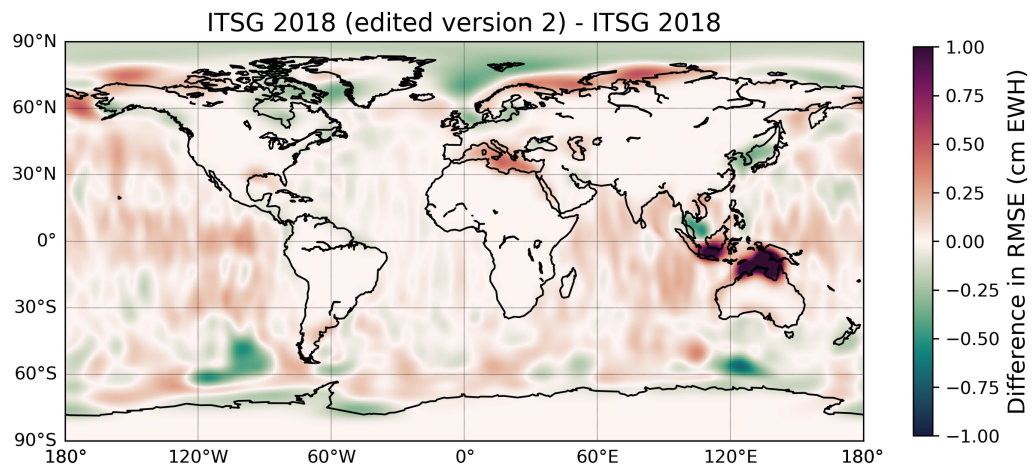 ITSG 2018 (edited version 2) - ITSG 2018
90°N
60°N
30°N
0°
30°S
60°S
90°S
180° 120°W 60°W 0° 60°E 120°E 180°
1.00
0.75
0.50
0.25
0.00
−0.25
−0.50
−0.75
−1.00
Difference in RMSE (cm EWH)